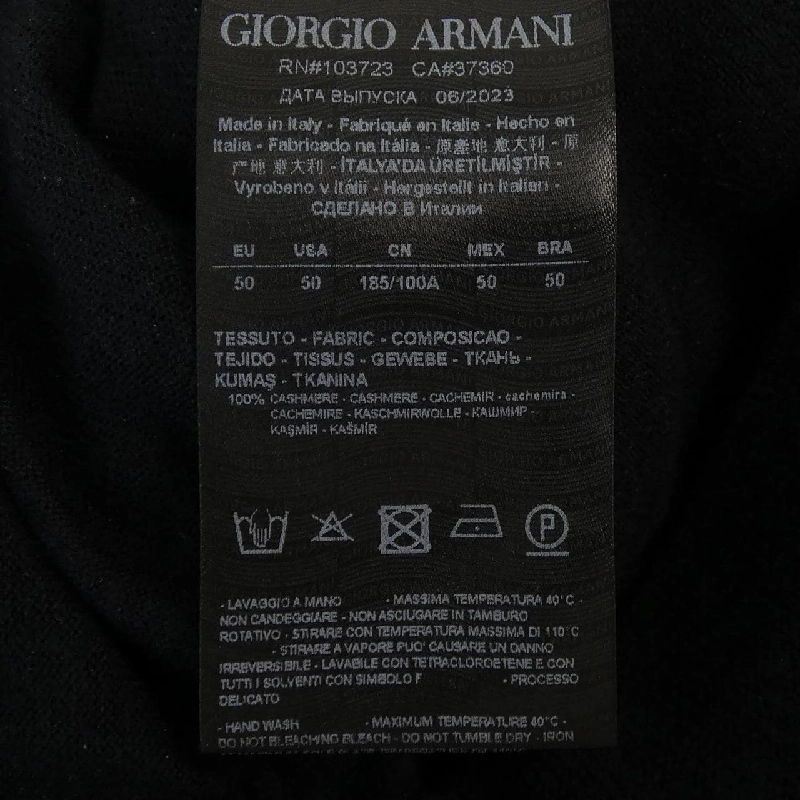 GIORGIO ARMANI
RN#103723 CA#37360
ДАТА ВЫПУСКА 06/2023
Made in Italy - Fabriqué en Italie - Hecho en
Italia - Fabricado na Itália - 原產地 意大利 - 原
产地 意大利 - İTALYA'DA ÜRETİLMİŞTİR -
Vyrobeno v Itálii - Hergestellt in Italien -
СДЕЛАНО В Италии
EU USA CN MEX BRA
50 50 185/100A 50 50
TESSUTO - FABRIC - COMPOSICAO -
TEJIDO - TISSUS - GEWEBE - ТКАНЬ -
KUMAŞ - TKANINA
100% CASHMERE - CASHMERE - CACHEMIR - cachemira -
CACHEMIRE - KASCHMIRWOLLE - КАШМИР -
KAŞMİR - KAŠMÍR
P
- LAVAGGIO A MANO - MASSIMA TEMPERATURA 40°C -
NON CANDEGGIARE - NON ASCIUGARE IN TAMBURO
ROTATIVO - STIRARE CON TEMPERATURA MASSIMA DI 110°C
- STIRARE A VAPORE PUO' CAUSARE UN DANNO
IRREVERSIBILE - LAVABILE CON TETRACLOROETENE E CON
TUTTI I SOLVENTI CON SIMBOLO F - PROCESSO
DELICATO
- HAND WASH - MAXIMUM TEMPERATURE 40°C -
DO NOT BLEACHING BLEACH - DO NOT TUMBLE DRY - IRON